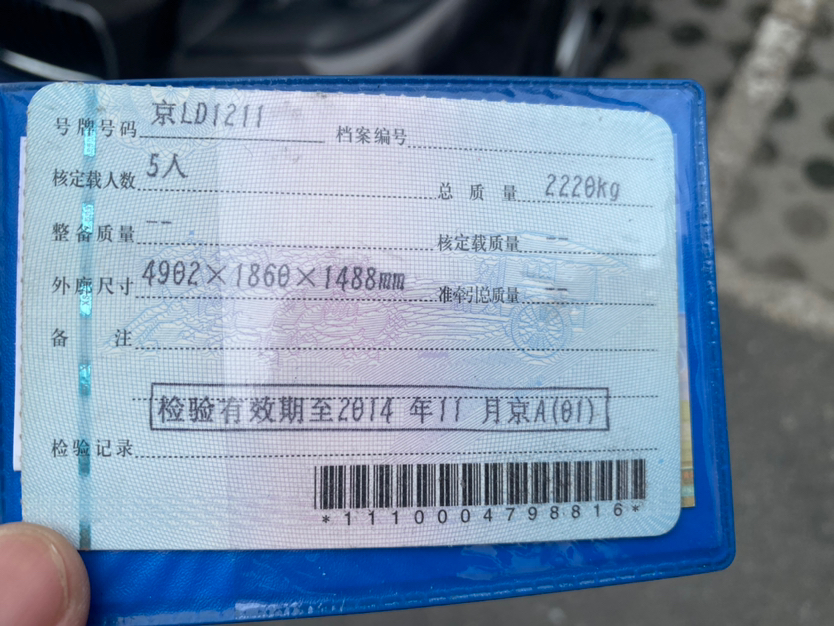 号牌号码 京LD1211 档案编号
核定载人数 5人 总质量 2220kg
整备质量 -- 核定载质量 --
外廓尺寸 4902×1860×1488mm 准牵引总质量 --
备注
检验有效期至2014 年11 月京A(01)
检验记录
*1110004798816*